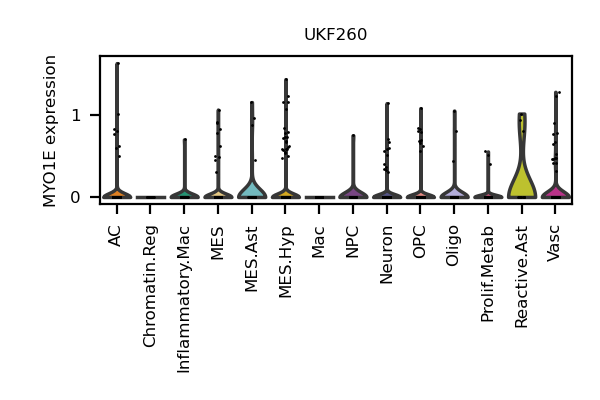 UKF260
MYO1E expression
1
0
AC
Chromatin.Reg
Inflammatory.Mac
MES
MES.Ast
MES.Hyp
Mac
NPC
Neuron
OPC
Oligo
Prolif.Metab
Reactive.Ast
Vasc